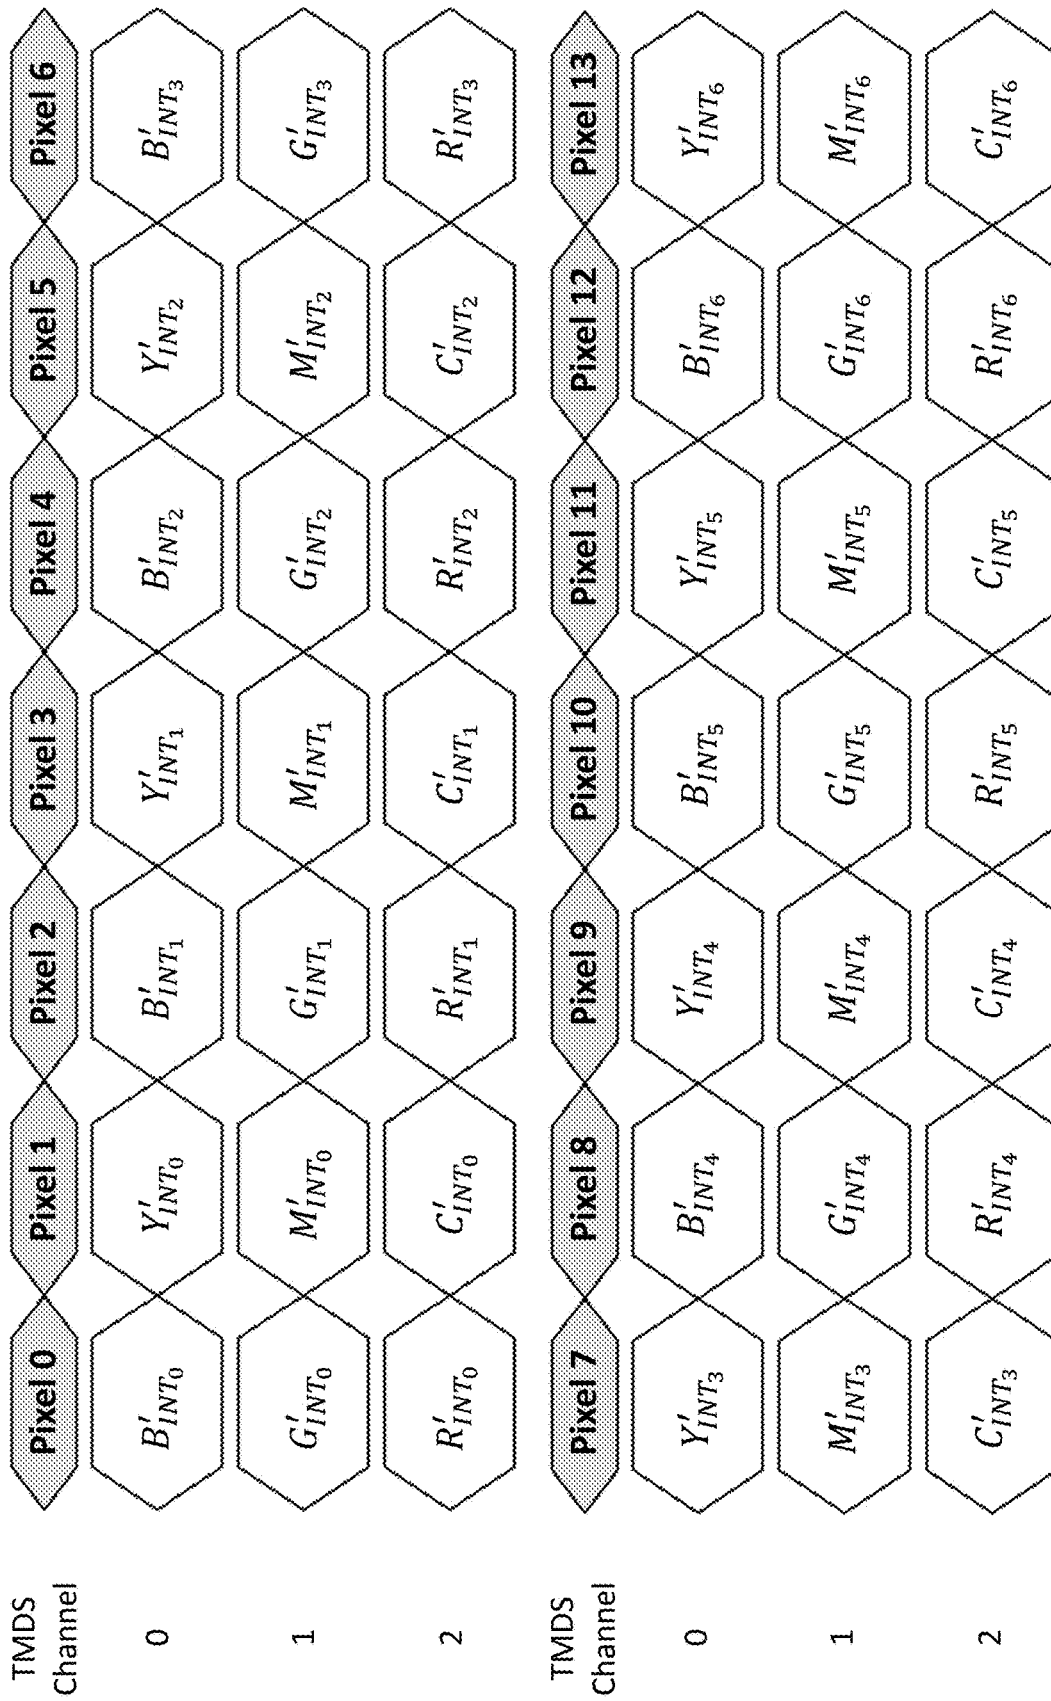 TMDS Channel Pixel 0 Pixel 1 Pixel 2 Pixel 3 Pixel 4 Pixel 5 Pixel 6
0 B′INT₀ Y′INT₀ B′INT₁ Y′INT₁ B′INT₂ Y′INT₂ B′INT₃
1 G′INT₀ M′INT₀ G′INT₁ M′INT₁ G′INT₂ M′INT₂ G′INT₃
2 R′INT₀ C′INT₀ R′INT₁ C′INT₁ R′INT₂ C′INT₂ R′INT₃
TMDS Channel Pixel 7 Pixel 8 Pixel 9 Pixel 10 Pixel 11 Pixel 12 Pixel 13
0 Y′INT₃ B′INT₄ Y′INT₄ B′INT₅ Y′INT₅ B′INT₆ Y′INT₆
1 M′INT₃ G′INT₄ M′INT₄ G′INT₅ M′INT₅ G′INT₆ M′INT₆
2 C′INT₃ R′INT₄ C′INT₄ R′INT₅ C′INT₅ R′INT₆ C′INT₆